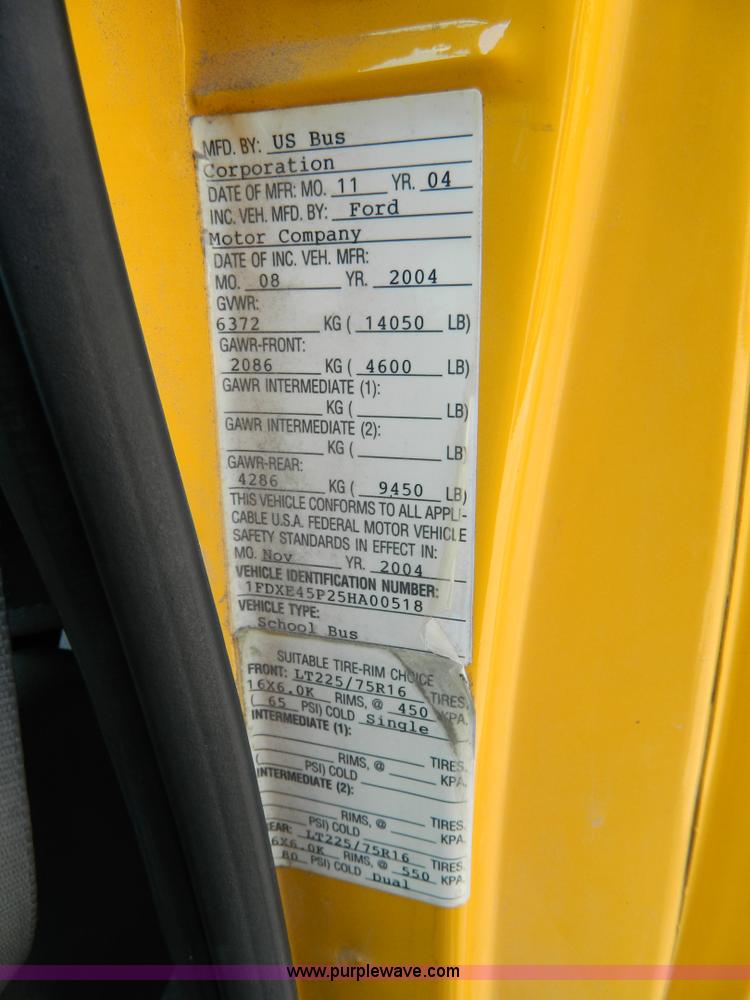 MFD. BY: US Bus
Corporation
DATE OF MFR: MO. 11 YR. 04
INC. VEH. MFD. BY: Ford
Motor Company
DATE OF INC. VEH. MFR:
MO. 08 YR. 2004
GVWR:
6372 KG ( 14050 LB)
GAWR-FRONT:
2086 KG ( 4600 LB)
GAWR INTERMEDIATE (1):
KG ( LB)
GAWR INTERMEDIATE (2):
KG ( LB
GAWR-REAR:
4286 KG ( 9450 LB)
THIS VEHICLE CONFORMS TO ALL APPLI-
CABLE U.S.A. FEDERAL MOTOR VEHICLE
SAFETY STANDARDS IN EFFECT IN:
MO. Nov YR. 2004
VEHICLE IDENTIFICATION NUMBER:
1FDXE45P25HA00518
VEHICLE TYPE:
School Bus
SUITABLE TIRE-RIM CHOICE
FRONT: LT225/75R16 TIRES,
16X6.0K RIMS, @ 450 KPA
( 65 PSI) COLD Single
INTERMEDIATE (1):
TIRES,
( RIMS, @ KPA
PSI) COLD
INTERMEDIATE (2):
TIRES,
RIMS, @ KPA
PSI) COLD
EAR: LT225/75R16 TIRES
6X6.0K RIMS, @ 550 KPA
80 PSI) COLD Dual
www.purplewave.com